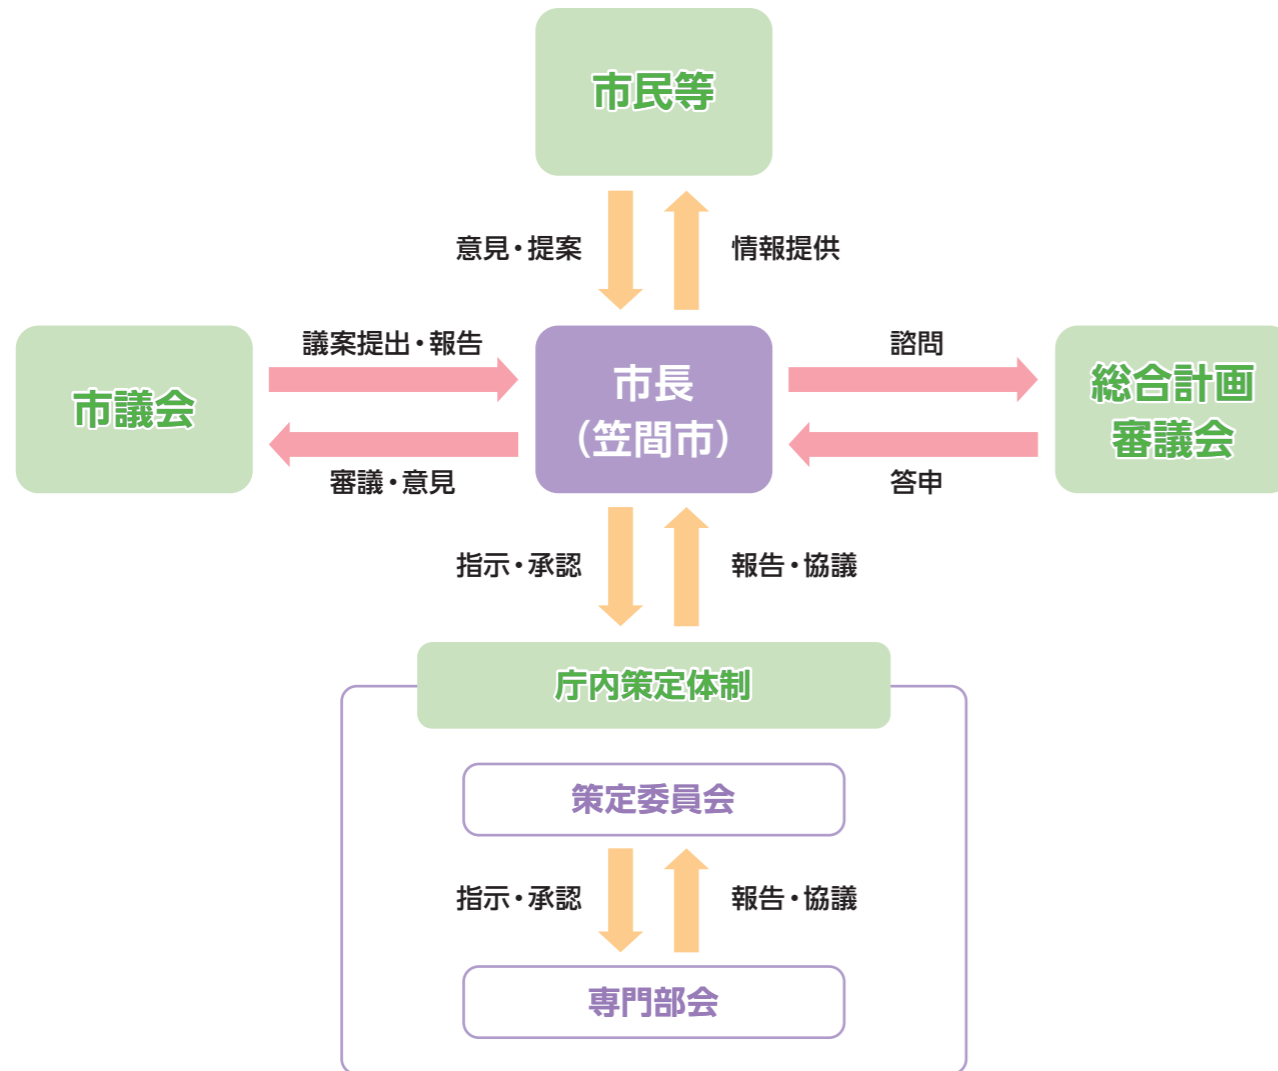 市民等
意見・提案
情報提供
議案提出・報告
諮問
市議会
市長
（笠間市）
総合計画
審議会
審議・意見
答申
指示・承認
報告・協議
庁内策定体制
策定委員会
指示・承認
報告・協議
専門部会